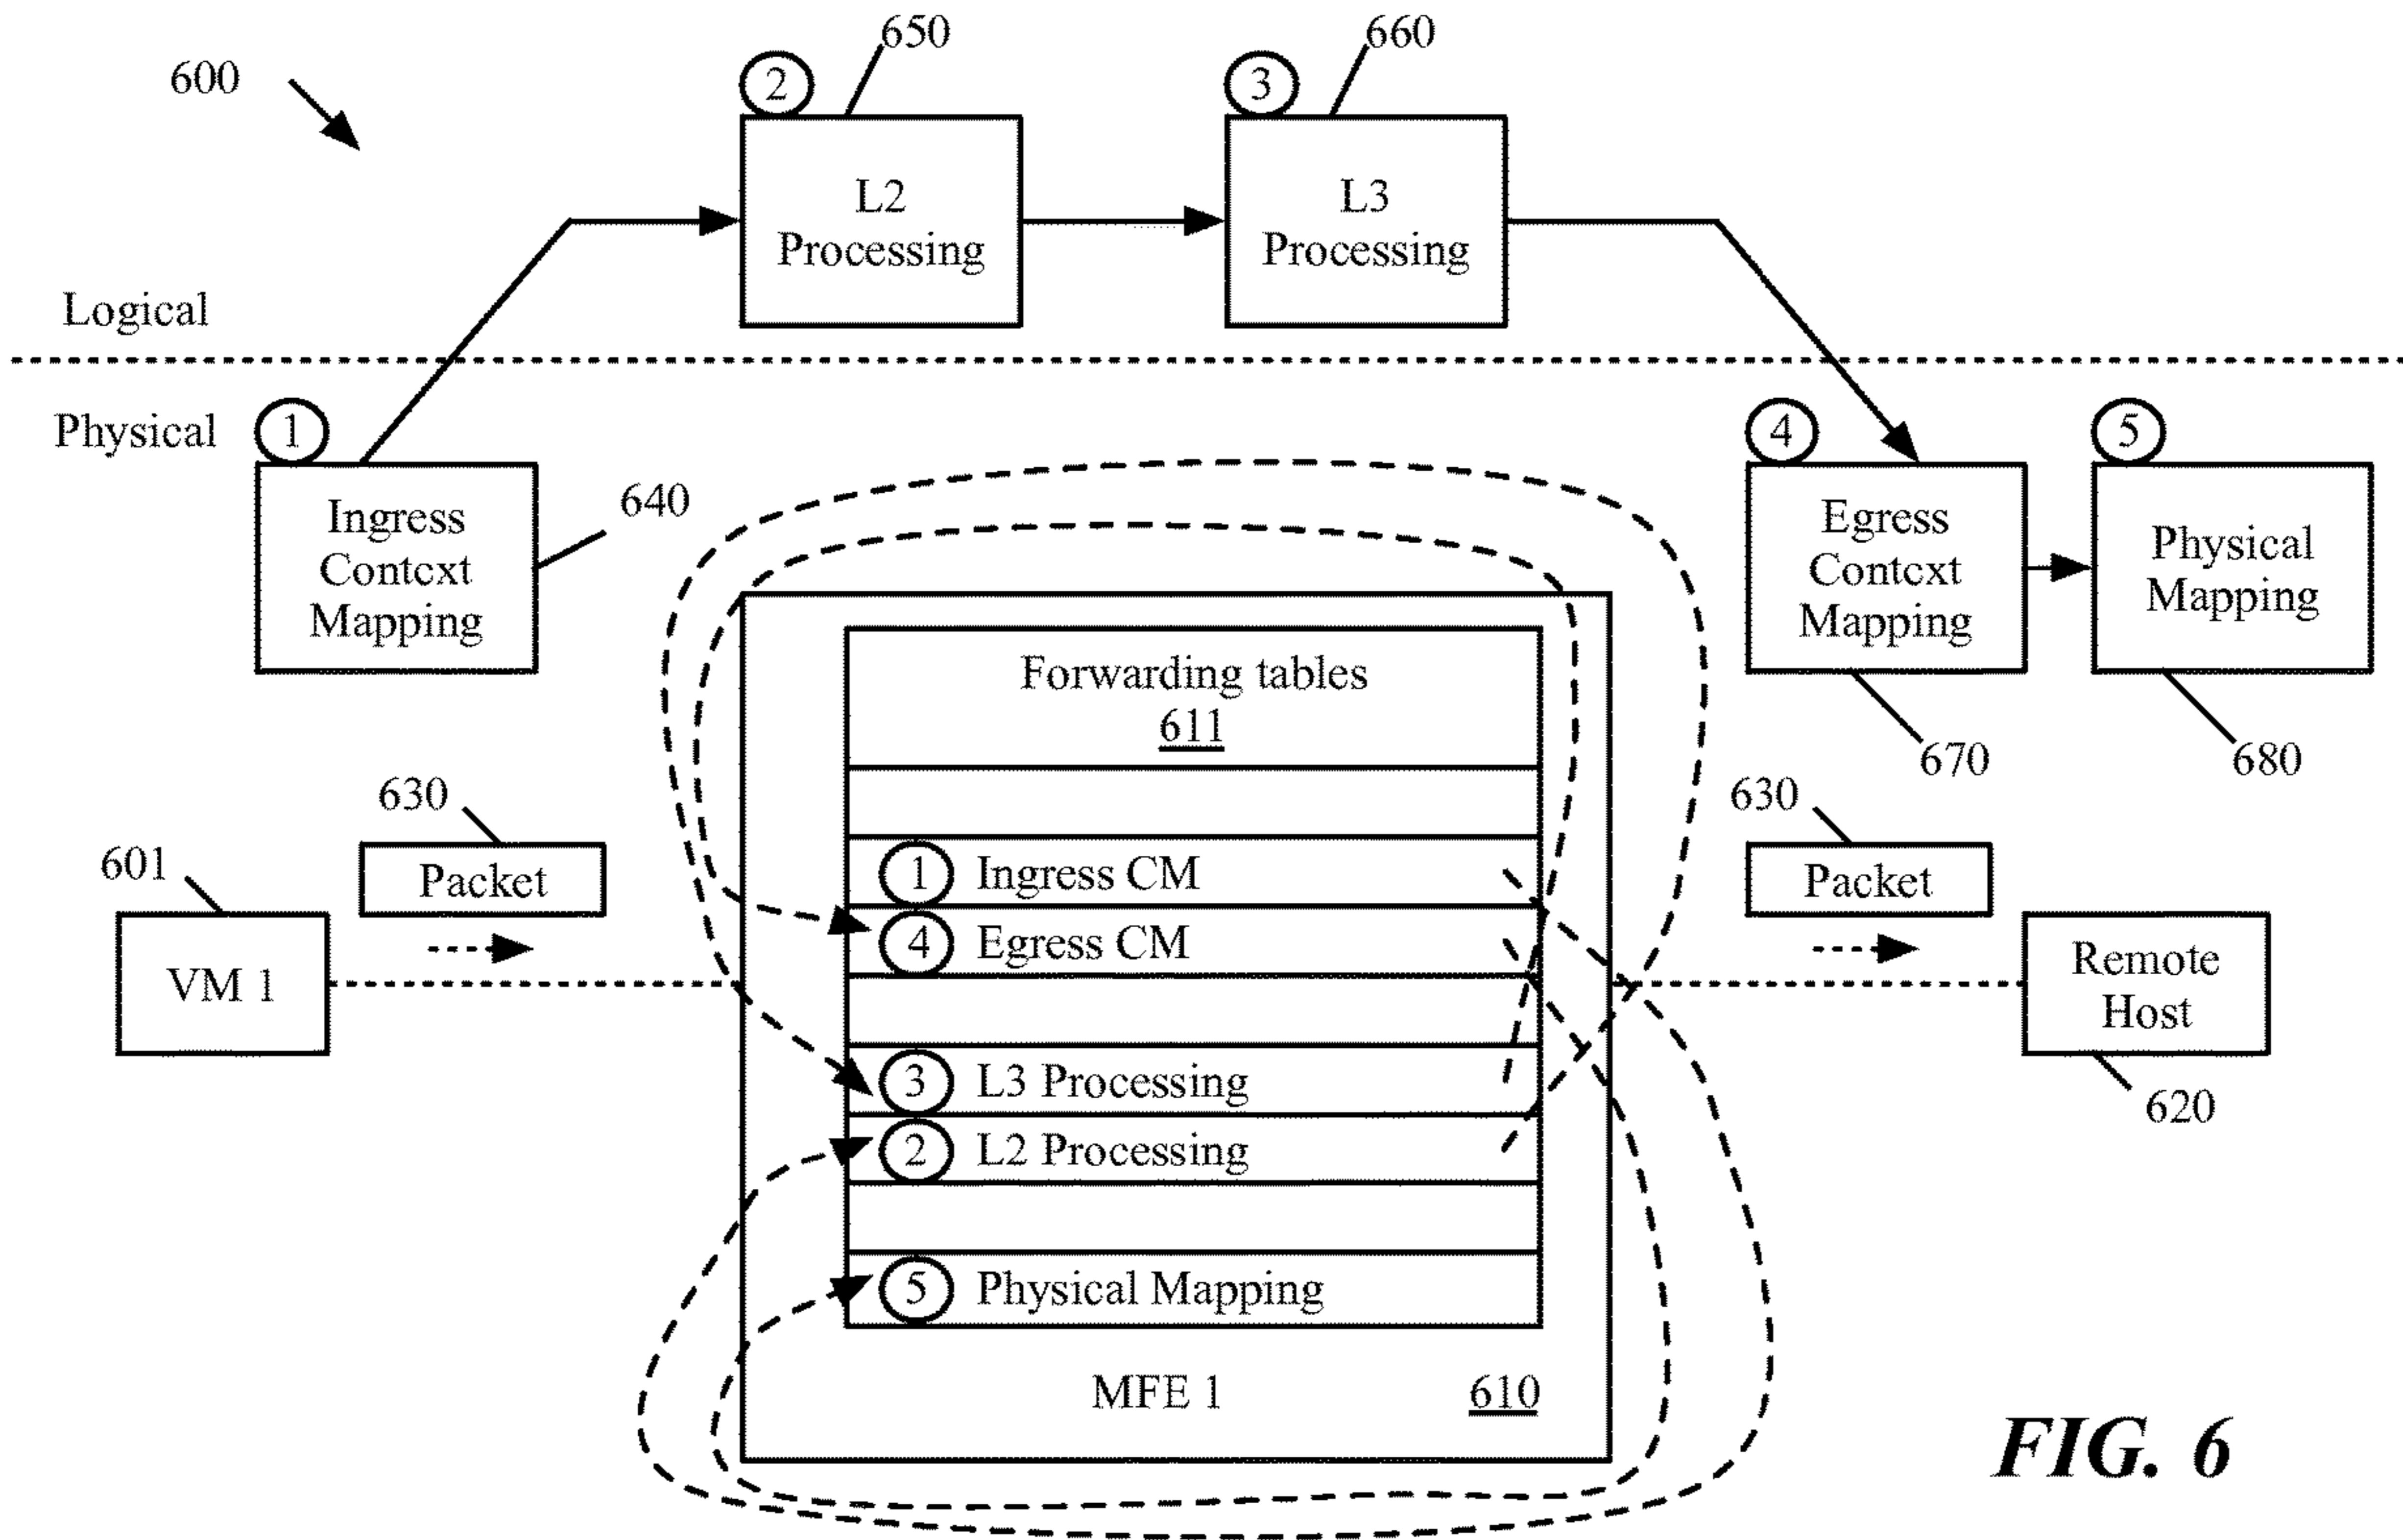 600
2
650
3
660
L2
Processing
L3
Processing
Logical
Physical
1
Ingress
Context
Mapping
640
4
Egress
Context
Mapping
670
5
Physical
Mapping
680
Forwarding tables
611
1 Ingress CM
4 Egress CM
3 L3 Processing
2 L2 Processing
5 Physical Mapping
MFE 1 610
630
Packet
601
VM 1
630
Packet
Remote
Host
620
FIG. 6